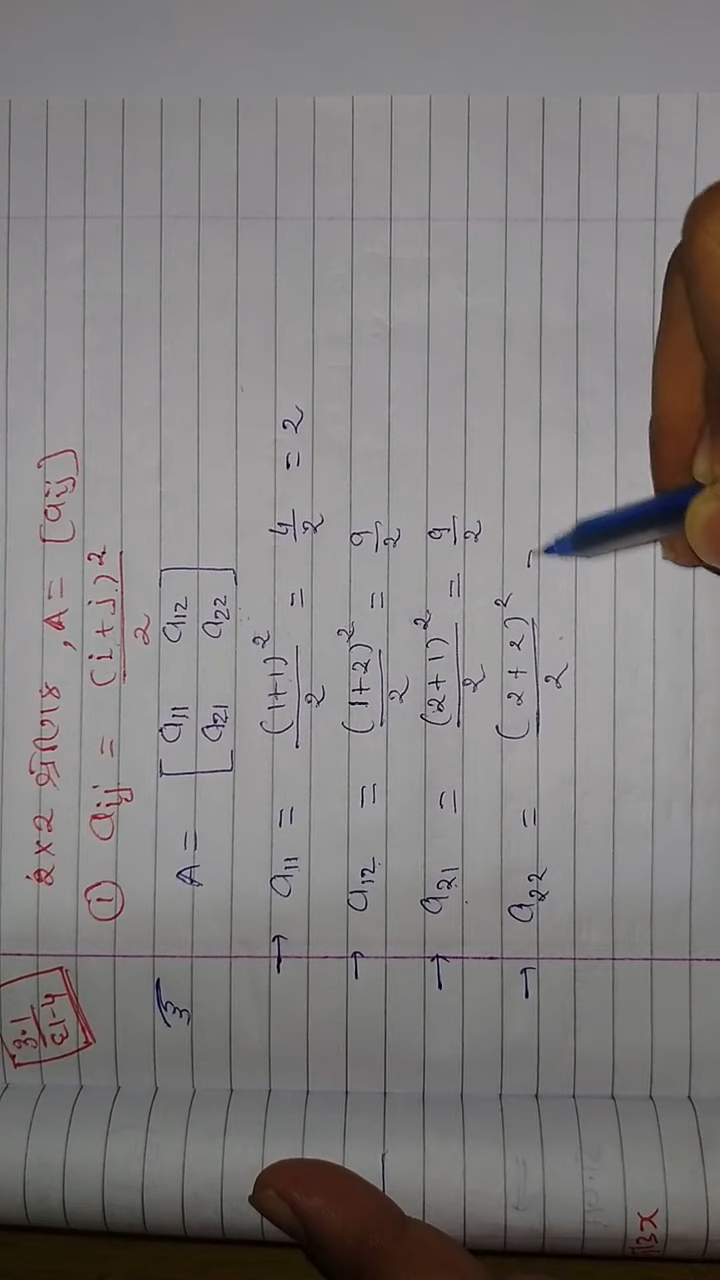 3.1
દા-4
2×2 શ્રેણિક, A = [aij]
① aij = (i+j)²/2
A = [a11 a12
a21 a22]
→ a11 = (1+1)²/2 = 4/2 = 2
→ a12 = (1+2)²/2 = 9/2
→ a21 = (2+1)²/2 = 9/2
→ a22 = (2+2)²/2 -